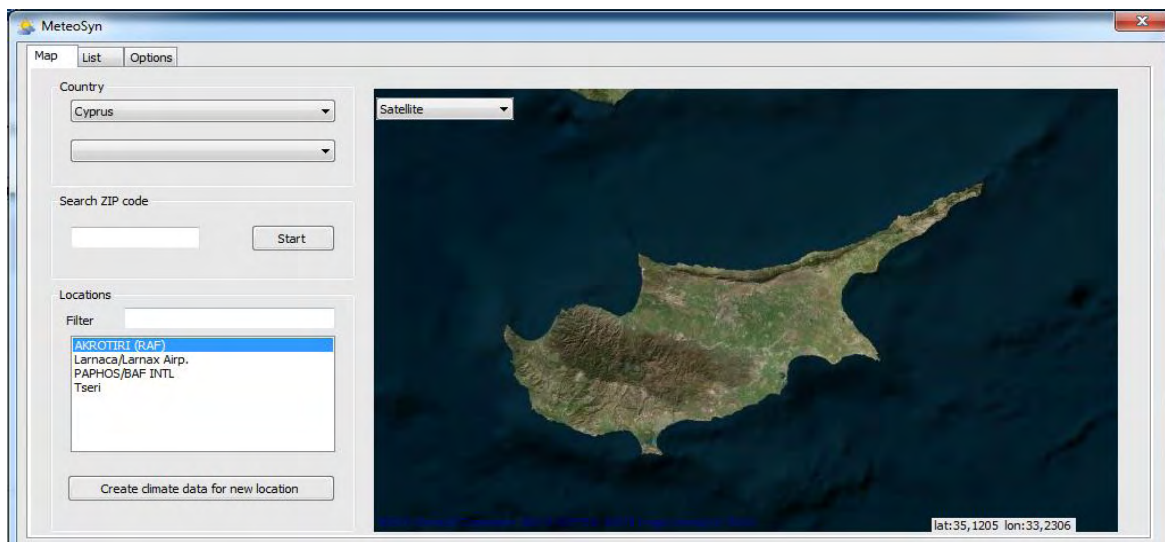 MeteoSyn
Map List Options
Country
Cyprus
Search ZIP code
Start
Locations
Filter
AKROTIRI (RAF)
Larnaca/Larnax Airp.
PAPHOS/BAF INTL
Tseri
Create climate data for new location
Satellite
lat:35,1205 lon:33,2306